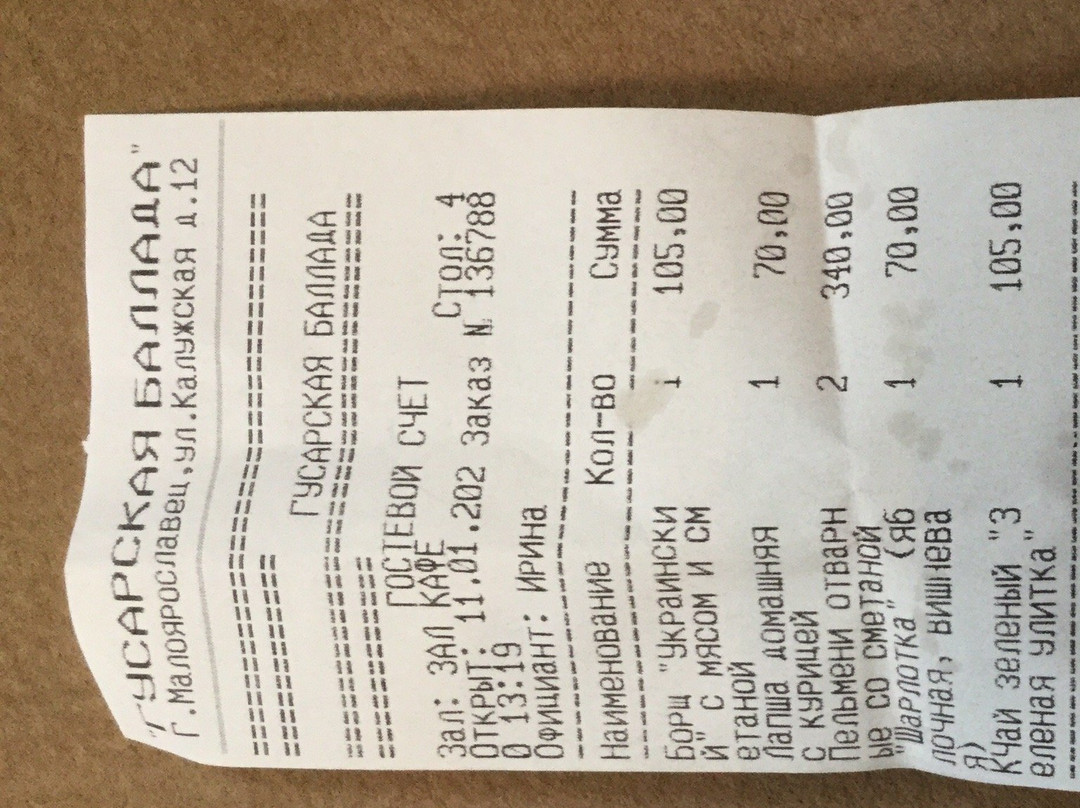 "ГУСАРСКАЯ БАЛЛАДА"
Г.Малоярославец,ул.Калужская д.12
==================================
==================================
ГУСАРСКАЯ БАЛЛАДА
==================================
==================================
ГОСТЕВОЙ СЧЕТ
Зал: ЗАЛ КАФЕ Стол: 4
Открыт: 11.01.202 Заказ № 136788
0 13:19
Официант: ИРИНА
----------------------------------
Наименование Кол-во Сумма
----------------------------------
Борщ "Украински 1 105,00
й" с мясом и см
етаной
Лапша домашняя 1 70,00
с курицей
Пельмени отварн 2 340,00
ые со сметаной
"Шарлотка" (яб 1 70,00
лочная, вишнева
я)
Кчай зеленый "З 1 105,00
еленая улитка"
----------------------------------